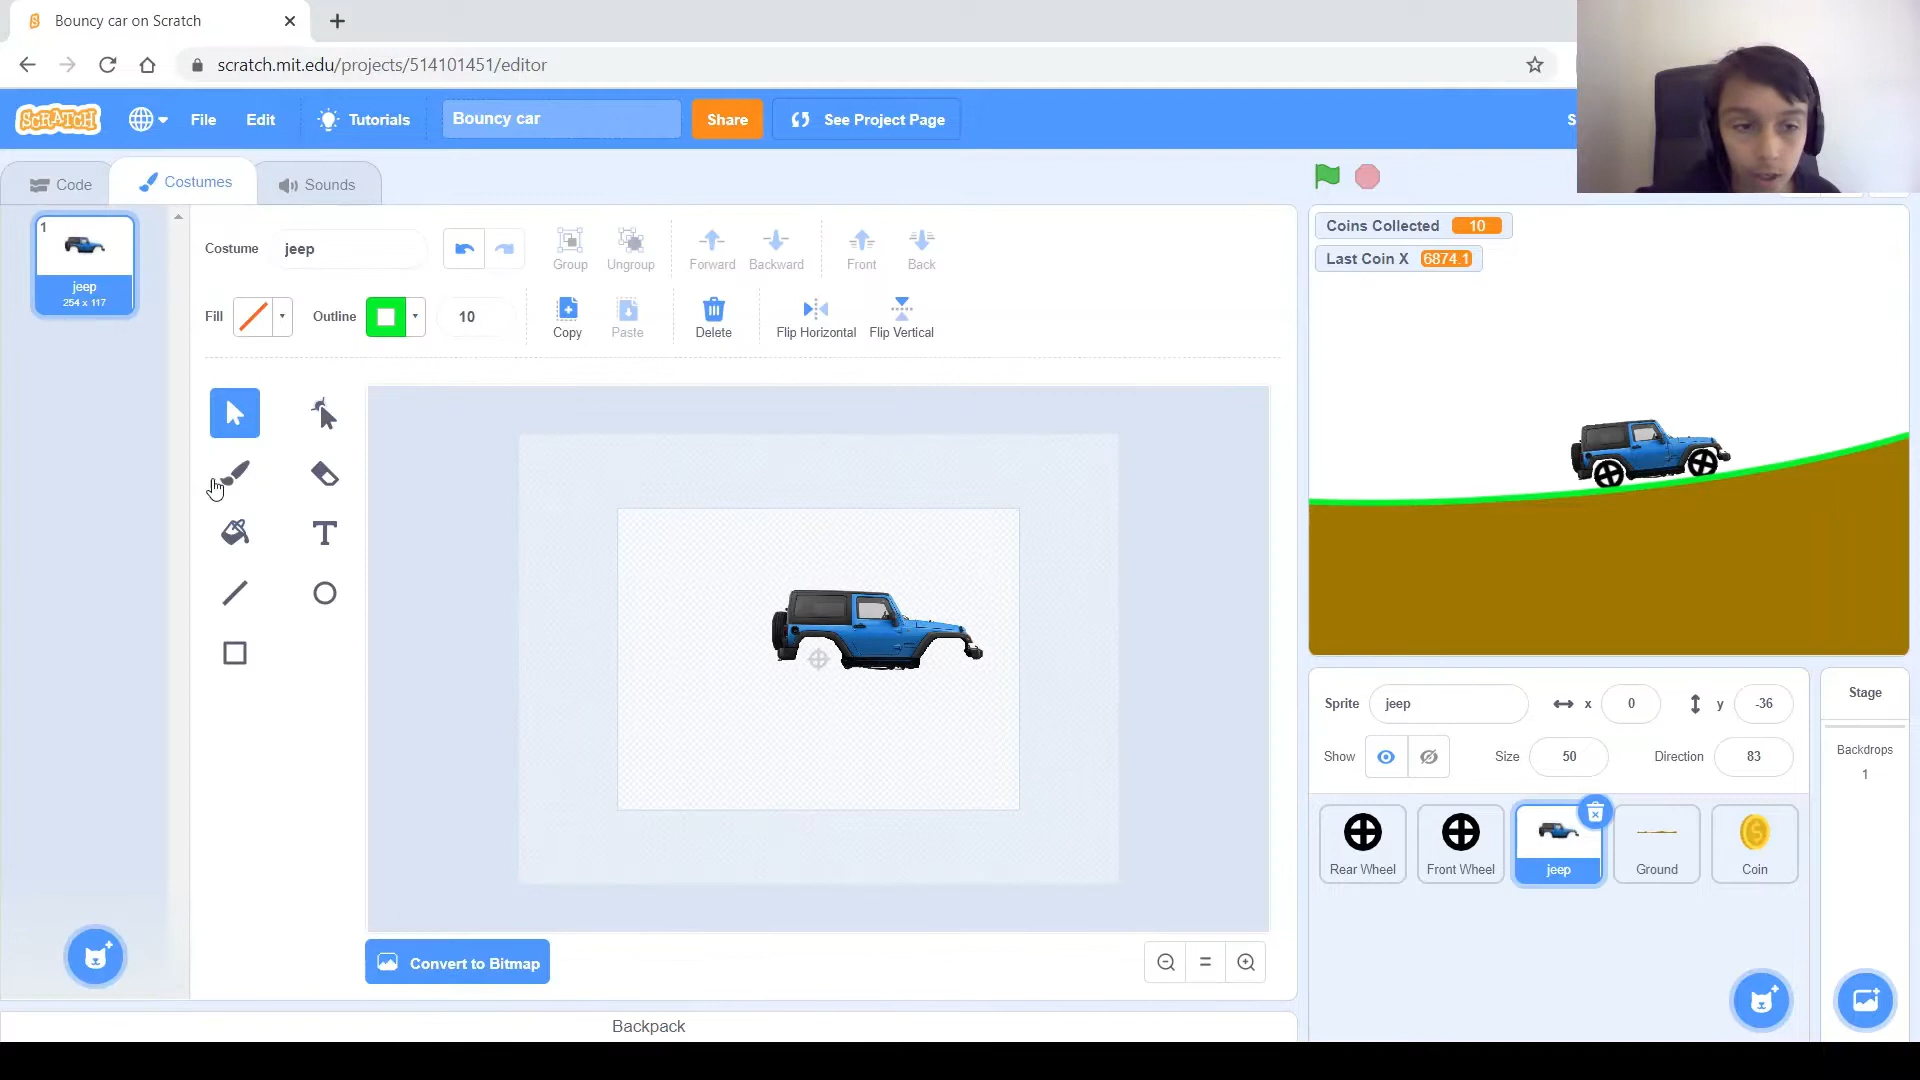 Bouncy car on Scratch
scratch.mit.edu/projects/514101451/editor
SCRATCH
File
Edit
Tutorials
Bouncy car
Share
See Project Page
S
Code
Costumes
Sounds
1
jeep
254 x 117
Costume
jeep
Group
Ungroup
Forward
Backward
Front
Back
Fill
Outline
10
Copy
Paste
Delete
Flip Horizontal
Flip Vertical
T
Convert to Bitmap
Backpack
Coins Collected 10
Last Coin X 6874.1
Sprite
jeep
x
0
y
-36
Show
Size
50
Direction
83
Rear Wheel
Front Wheel
jeep
Ground
Coin
Stage
Backdrops
1